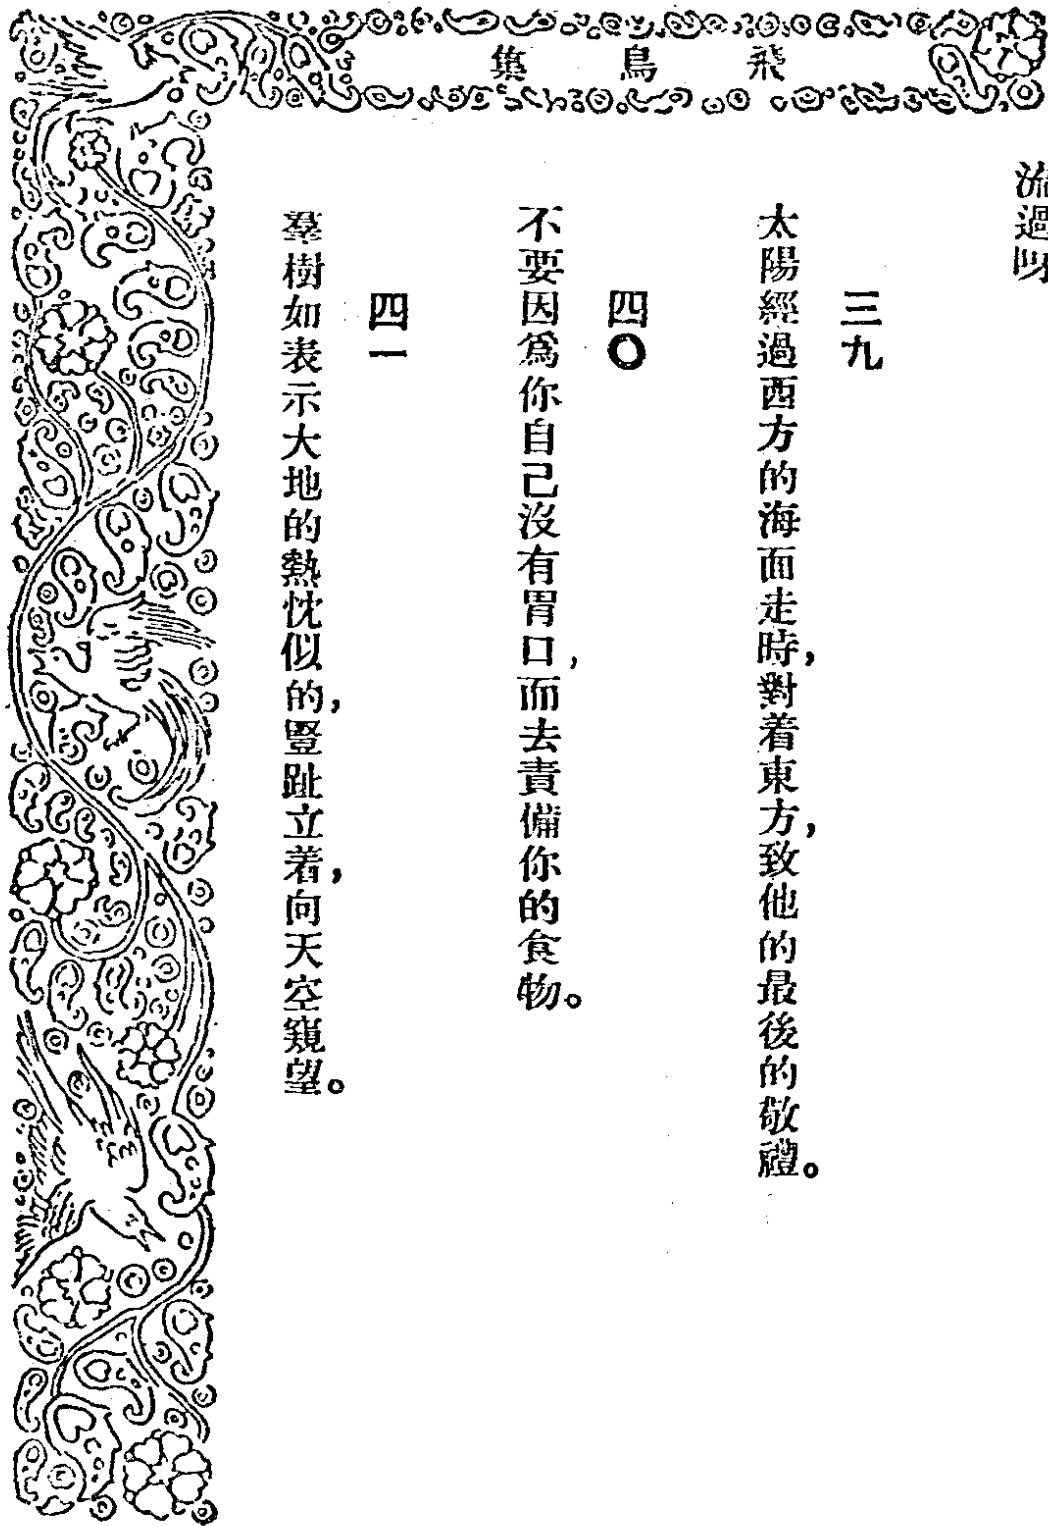 飛鳥集
流過呀
三九
太陽經過西方的海面走時，對着東方，致他的最後的敬禮。
四〇
不要因爲你自己沒有胃口，而去責備你的食物。
四一
羣樹如表示大地的熱忱似的，豎趾立着，向天空窺望。